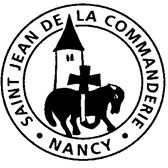 SAINT JEAN DE LA COMMANDERIE
NANCY